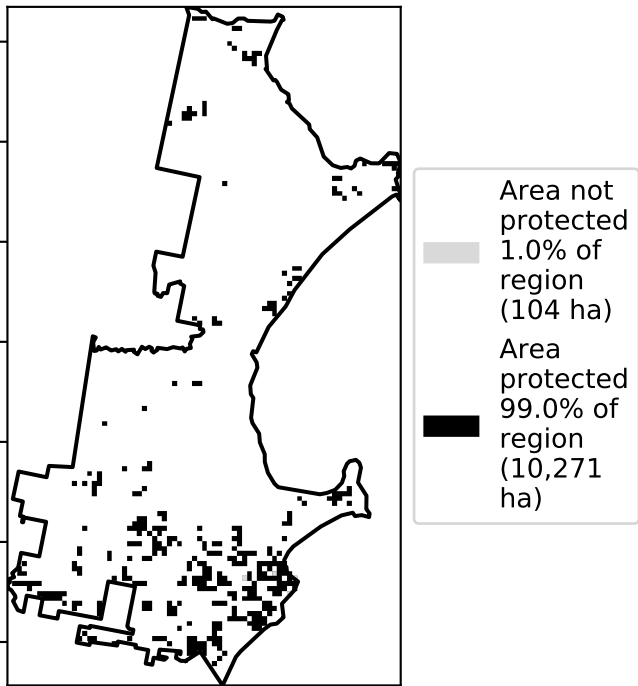 Area not
protected
1.0% of
region
(104 ha)
Area
protected
99.0% of
region
(10,271
ha)